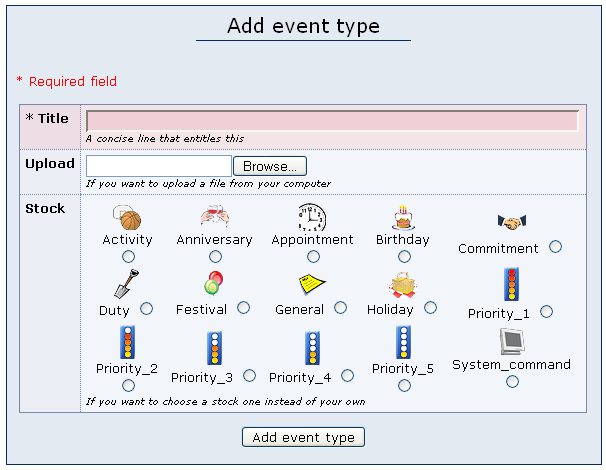 Add event type
* Required field
* Title
A concise line that entitles this
Upload
Browse...
If you want to upload a file from your computer
Stock
Activity Anniversary Appointment Birthday Commitment
Duty Festival General Holiday Priority_1
Priority_2 Priority_3 Priority_4 Priority_5 System_command
If you want to choose a stock one instead of your own
Add event type